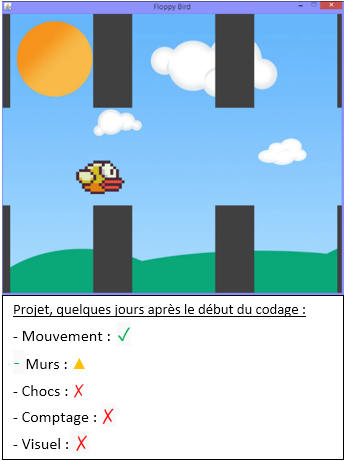 Floppy Bird
Projet, quelques jours après le début du codage :
- Mouvement : ✓
- Murs : ▲
- Chocs : ✗
- Comptage : ✗
- Visuel : ✗